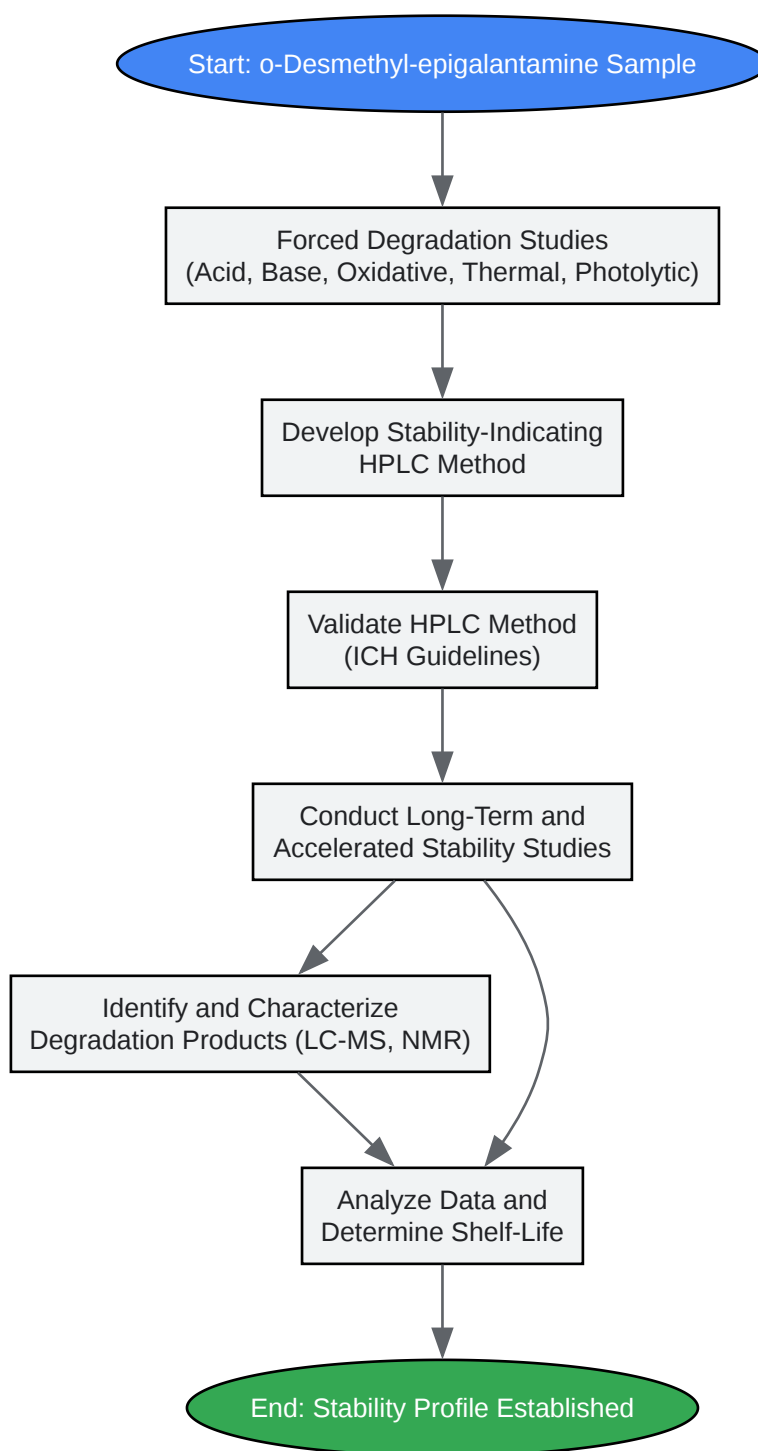 Start: o-Desmethyl-epigalantamine Sample
Forced Degradation Studies
(Acid, Base, Oxidative, Thermal, Photolytic)
Develop Stability-Indicating
HPLC Method
Validate HPLC Method
(ICH Guidelines)
Conduct Long-Term and
Accelerated Stability Studies
Identify and Characterize
Degradation Products (LC-MS, NMR)
Analyze Data and
Determine Shelf-Life
End: Stability Profile Established